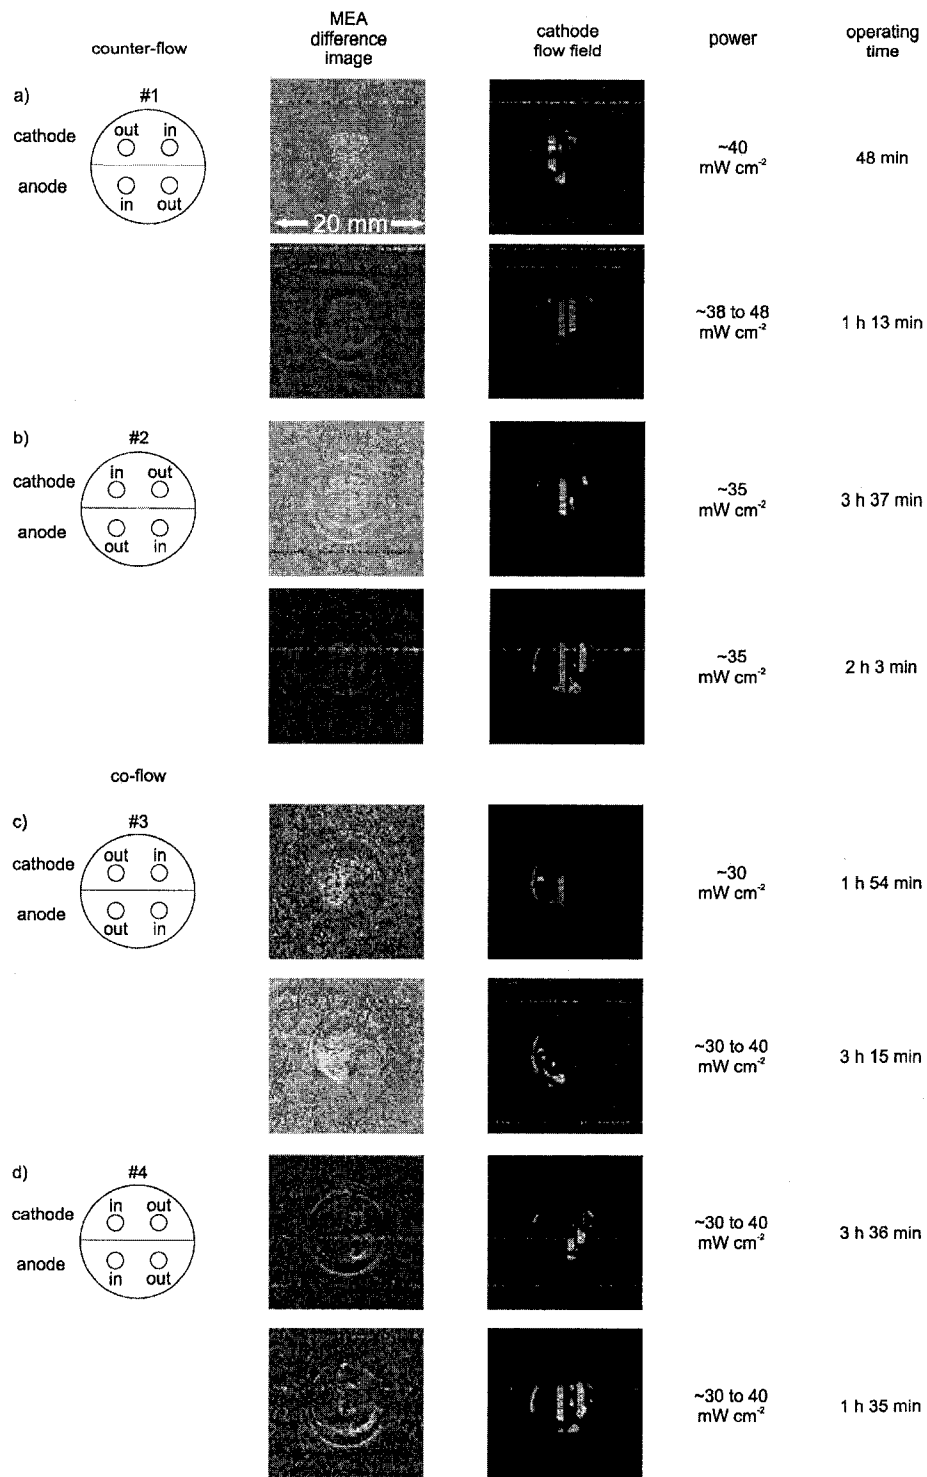 counter-flow
MEA
difference
image
cathode
flow field
power
operating
time
a)
#1
cathode
out in
anode
in out
20 mm
~40
mW cm⁻²
48 min
~38 to 48
mW cm⁻²
1 h 13 min
b)
#2
cathode
in out
anode
out in
~35
mW cm⁻²
3 h 37 min
~35
mW cm⁻²
2 h 3 min
co-flow
c)
#3
cathode
out in
anode
out in
~30
mW cm⁻²
1 h 54 min
~30 to 40
mW cm⁻²
3 h 15 min
d)
#4
cathode
in out
anode
in out
~30 to 40
mW cm⁻²
3 h 36 min
~30 to 40
mW cm⁻²
1 h 35 min